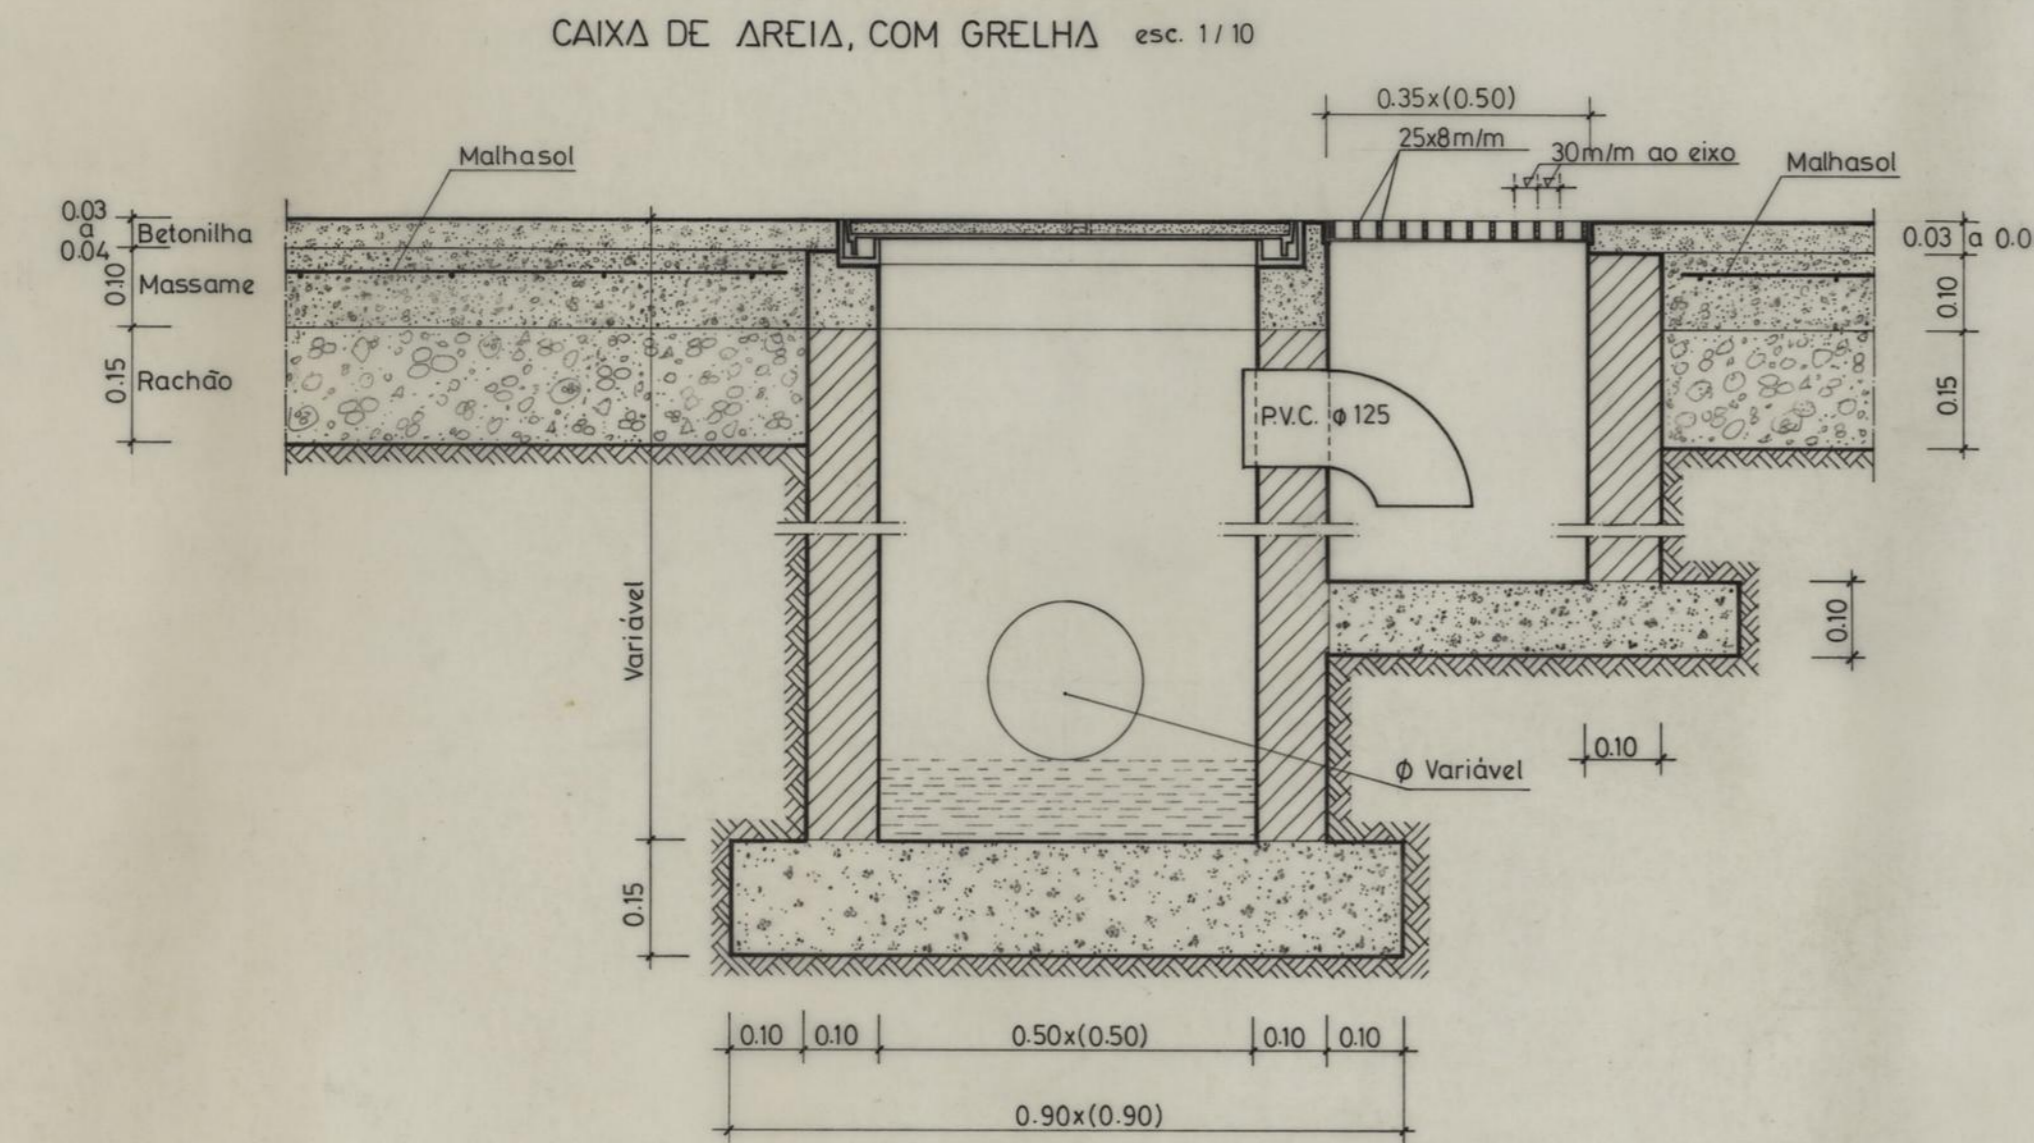 CAIXA DE AREIA, COM GRELHA esc. 1/10
0.35x(0.50)
25x8m/m
30m/m ao eixo
Malhasol
Malhasol
0.03
a
0.04
Betonilha
0.03 a 0.0
0.10
Massame
0.10
0.15
Rachão
0.15
P.V.C. ϕ 125
Variável
0.10
0.10
ϕ Variável
0.15
0.10
0.10
0.50x(0.50)
0.10
0.10
0.90x(0.90)